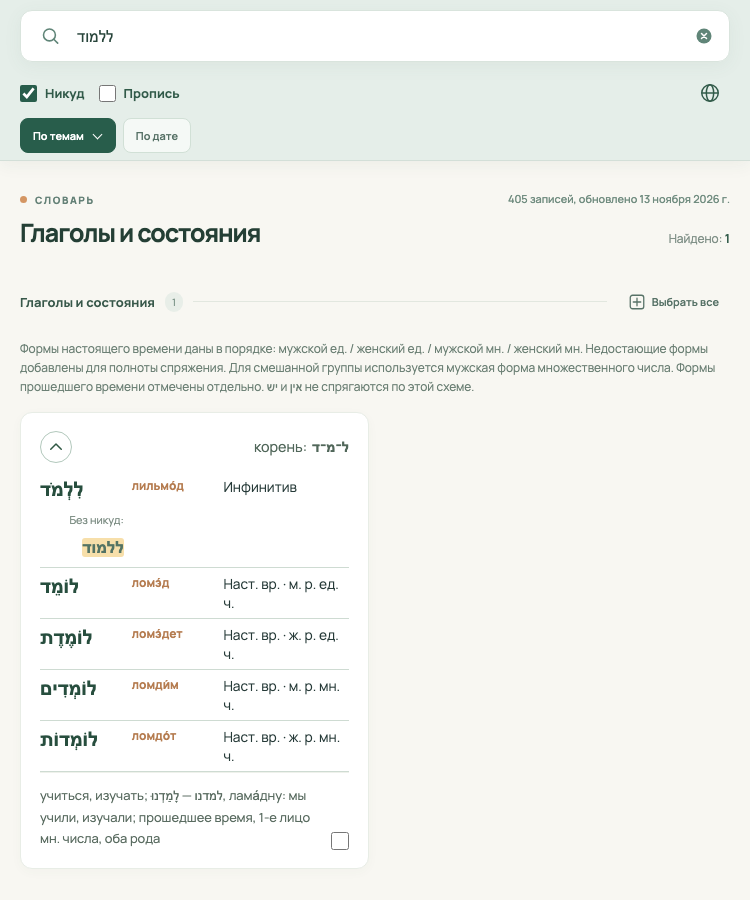 ללמוד
Никуд Пропись
По темам По дате
СЛОВАРЬ
405 записей, обновлено 13 ноября 2026 г.
Глаголы и состояния
Найдено: 1
Глаголы и состояния 1
Выбрать все
Формы настоящего времени даны в порядке: мужской ед. / женский ед. / мужской мн. / женский мн. Недостающие формы
добавлены для полноты спряжения. Для смешанной группы используется мужская форма множественного числа. Формы
прошедшего времени отмечены отдельно. יש и אין не спрягаются по этой схеме.
корень: ל־מ־ד
לִלְמֹד лильмо́д Инфинитив
Без никуд:
ללמוד
לוֹמֵד ломэ́д Наст. вр. · м. р. ед.
ч.
לוֹמֶדֶת ломэ́дет Наст. вр. · ж. р. ед.
ч.
לוֹמְדִים ломди́м Наст. вр. · м. р. мн.
ч.
לוֹמְדוֹת ломдо́т Наст. вр. · ж. р. мн.
ч.
учиться, изучать; לָמַדְנוּ — למדנו, лама́дну: мы
учили, изучали; прошедшее время, 1-е лицо
мн. числа, оба рода